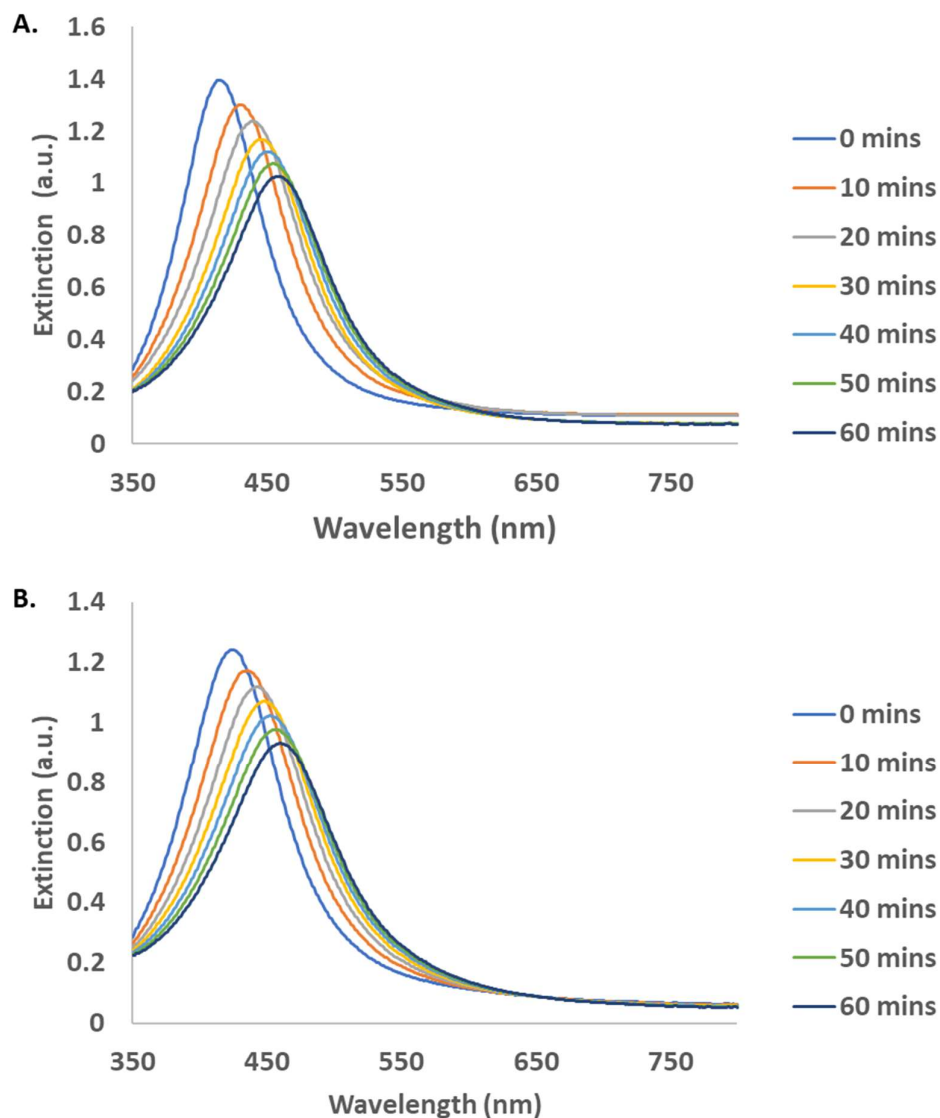 A.
1.6
1.4
1.2
1
0.8
0.6
0.4
0.2
0
Extinction (a.u.)
350 450 550 650 750
Wavelength (nm)
0 mins
10 mins
20 mins
30 mins
40 mins
50 mins
60 mins
B.
1.4
1.2
1
0.8
0.6
0.4
0.2
0
Extinction (a.u.)
350 450 550 650 750
Wavelength (nm)
0 mins
10 mins
20 mins
30 mins
40 mins
50 mins
60 mins